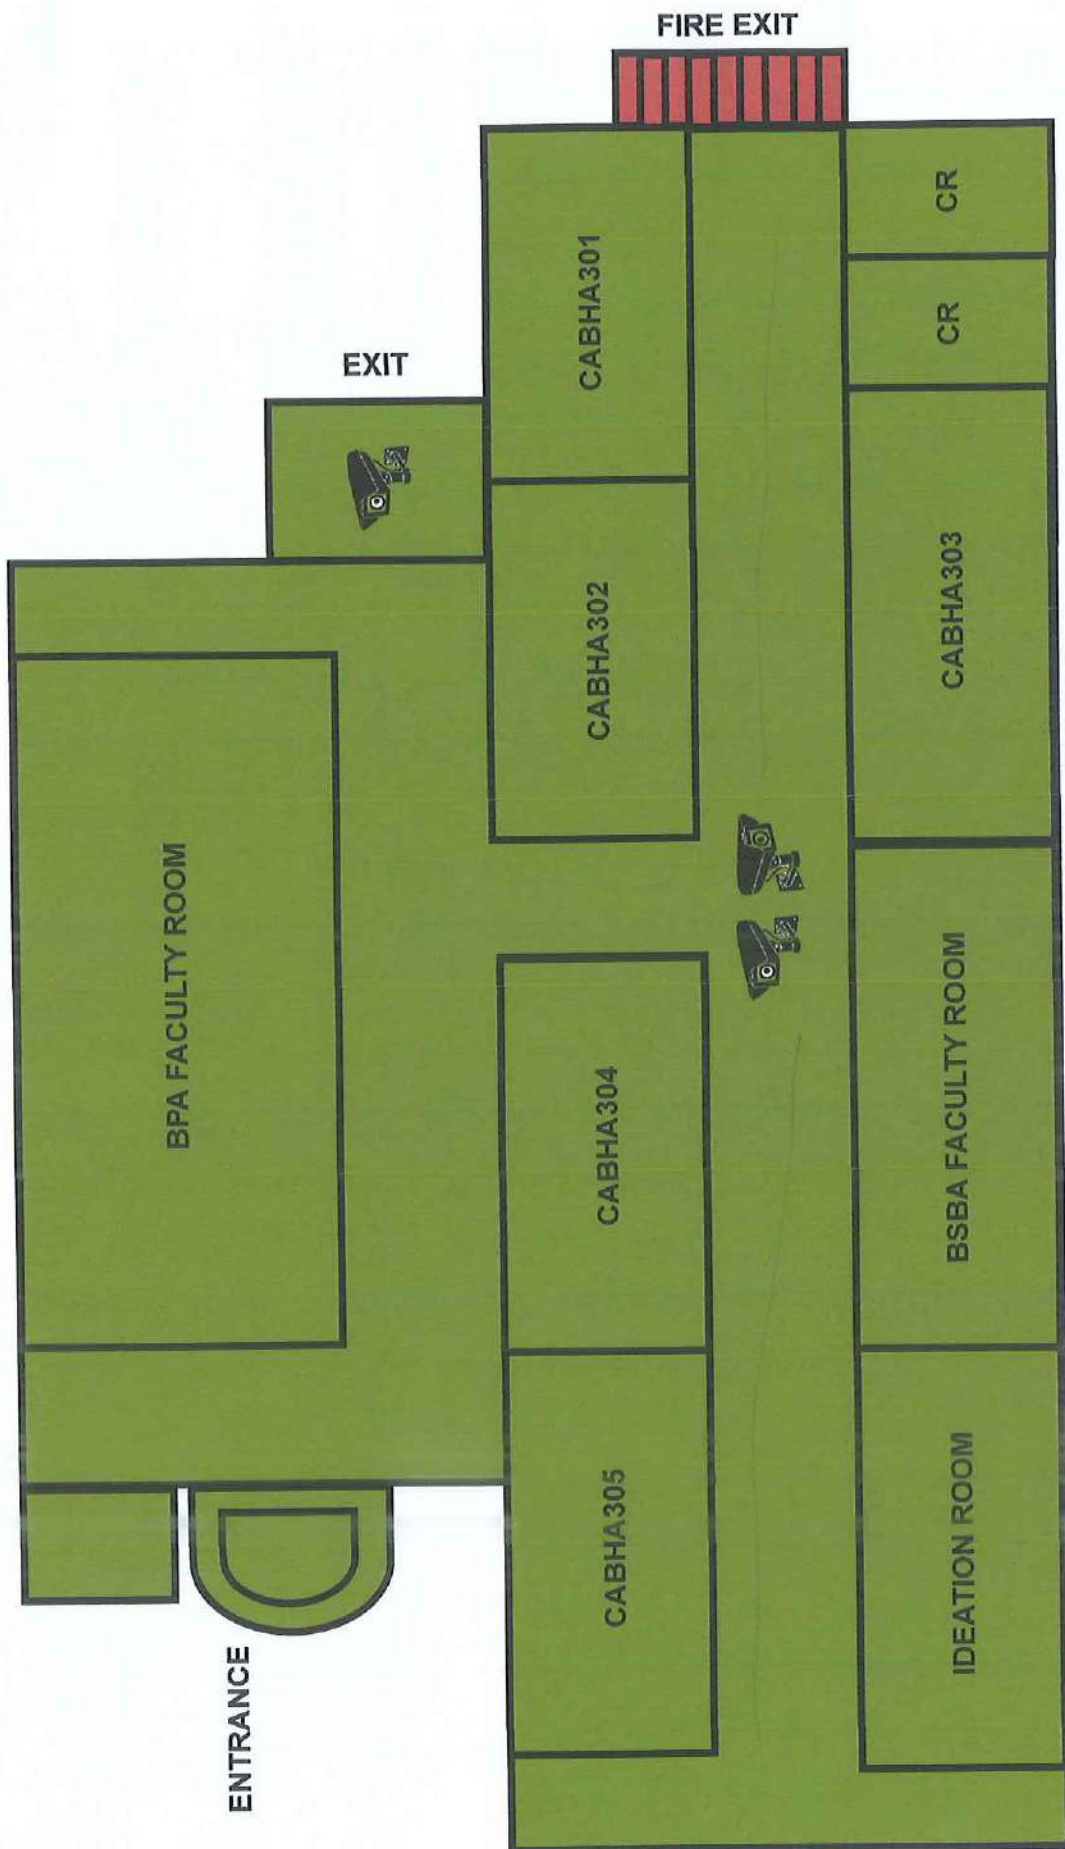 FIRE EXIT
CR
CABHA301
CR
EXIT
CABHA303
CABHA302
BPA FACULTY ROOM
BSBA FACULTY ROOM
CABHA304
IDEATION ROOM
CABHA305
ENTRANCE